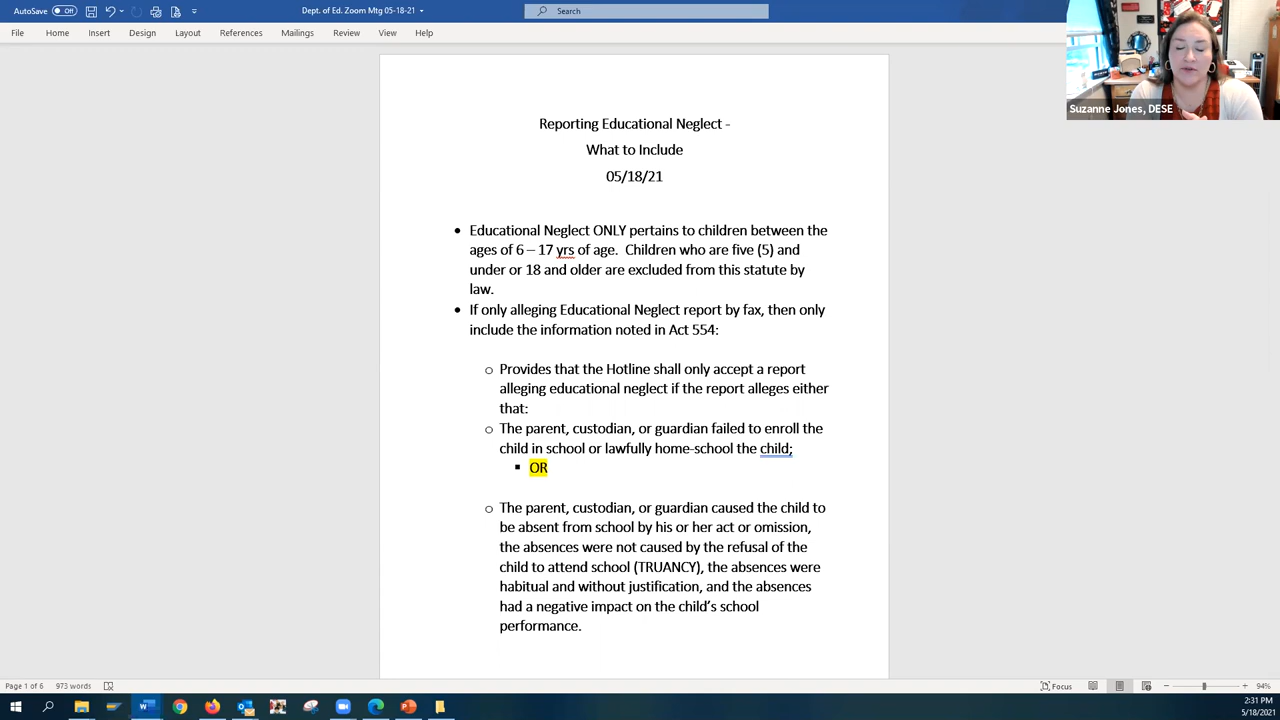 AutoSave Off
Dept. of Ed. Zoom Mtg 05-18-21
Search
File Home Insert Design Layout References Mailings Review View Help
Suzanne Jones, DESE
Reporting Educational Neglect -
What to Include
05/18/21
• Educational Neglect ONLY pertains to children between the
ages of 6 – 17 yrs of age. Children who are five (5) and
under or 18 and older are excluded from this statute by
law.
• If only alleging Educational Neglect report by fax, then only
include the information noted in Act 554:
o Provides that the Hotline shall only accept a report
alleging educational neglect if the report alleges either
that:
o The parent, custodian, or guardian failed to enroll the
child in school or lawfully home-school the child;
▪ OR
o The parent, custodian, or guardian caused the child to
be absent from school by his or her act or omission,
the absences were not caused by the refusal of the
child to attend school (TRUANCY), the absences were
habitual and without justification, and the absences
had a negative impact on the child’s school
performance.
Page 1 of 6 973 words Focus 94%
2:31 PM
5/18/2021